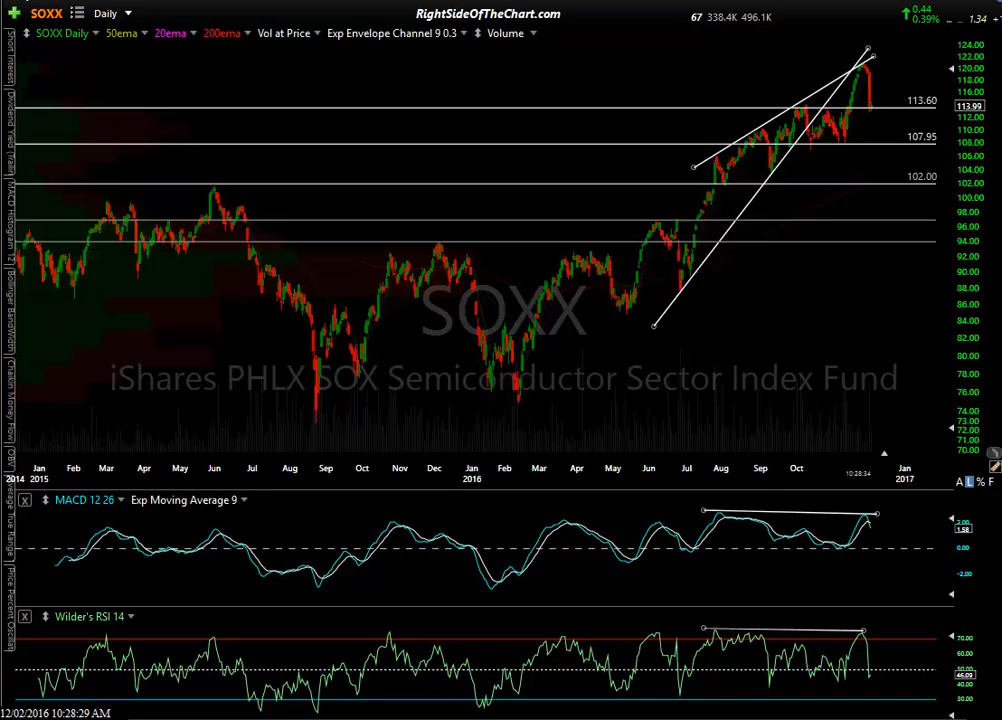 SOXX Daily RightSideOfTheChart.com 67 338.4K 496.1K 0.44 0.39% 1.34
SOXX Daily 50ema 20ema 200ema Vol at Price Exp Envelope Channel 9 0.3 Volume
Short Interest
Dividend Yield (Trailin
MACD Histogram 12
Bollinger BandWidth
Chaikin Money Flow
OBV
Average True Range
Price Percent Oscillat
124.00
122.00
120.00
118.00
116.00
113.99
112.00
110.00
108.00
106.00
104.00
102.00
100.00
98.00
96.00
94.00
92.00
90.00
88.00
86.00
84.00
82.00
80.00
78.00
76.00
74.00
73.00
72.00
71.00
70.00
113.60
107.95
102.00
SOXX
iShares PHLX SOX Semiconductor Sector Index Fund
Jan Feb Mar Apr May Jun Jul Aug Sep Oct Nov Dec Jan Feb Mar Apr May Jun Jul Aug Sep Oct 10:28:34 Jan
2014 2015 2016 2017
A L % F
X MACD 12 26 Exp Moving Average 9
2.00
1.58
0.00
-2.00
X Wilder's RSI 14
70.00
60.00
50.00
46.09
40.00
30.00
12/02/2016 10:28:29 AM